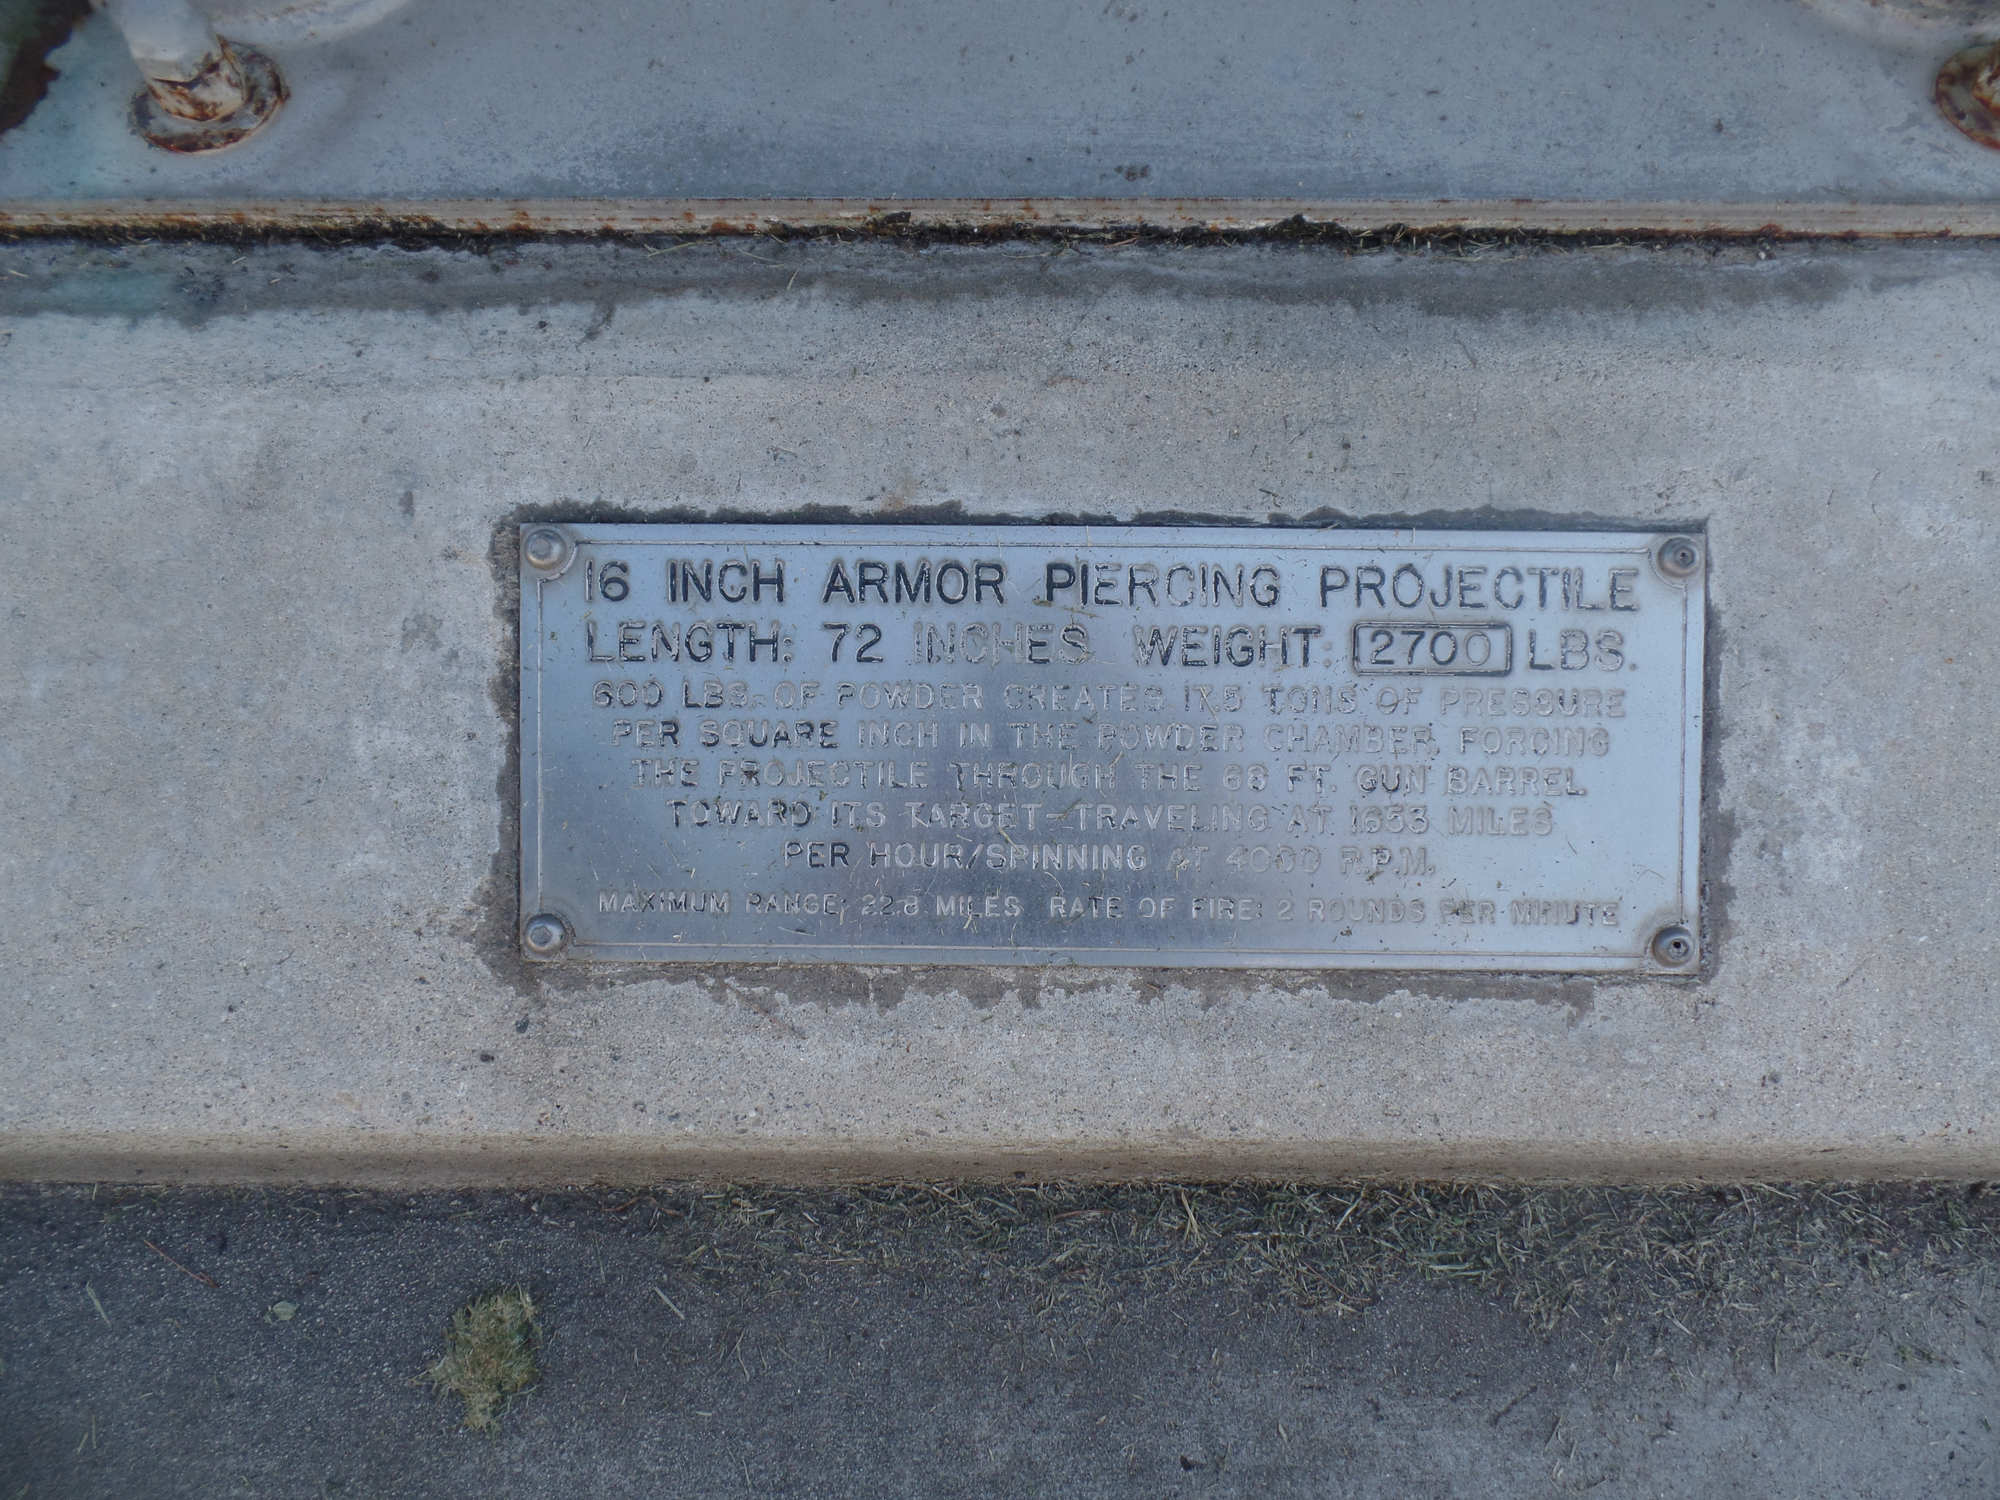 16 INCH ARMOR PIERCING PROJECTILE
LENGTH: 72 INCHES WEIGHT: 2700 LBS.
600 LBS. OF POWDER CREATES 17.5 TONS OF PRESSURE
PER SQUARE INCH IN THE POWDER CHAMBER, FORCING
THE PROJECTILE THROUGH THE 68 FT. GUN BARREL
TOWARD ITS TARGET-TRAVELING AT 1653 MILES
PER HOUR/SPINNING AT 4000 R.P.M.
MAXIMUM RANGE: 22.8 MILES RATE OF FIRE: 2 ROUNDS PER MINUTE